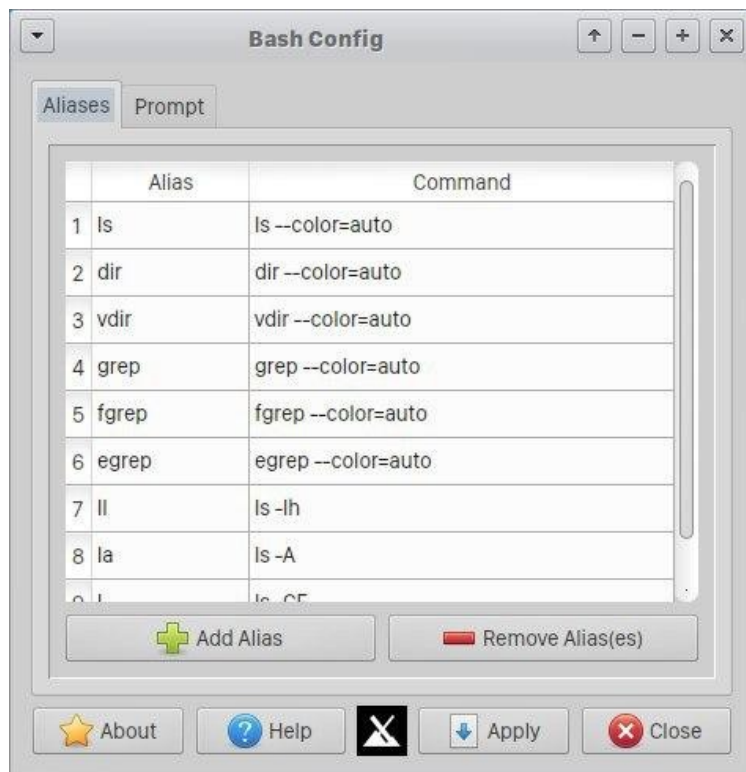 Bash Config
Aliases Prompt
Alias Command
1 ls ls --color=auto
2 dir dir --color=auto
3 vdir vdir --color=auto
4 grep grep --color=auto
5 fgrep fgrep --color=auto
6 egrep egrep --color=auto
7 ll ls -lh
8 la ls -A
Add Alias Remove Alias(es)
About Help Apply Close